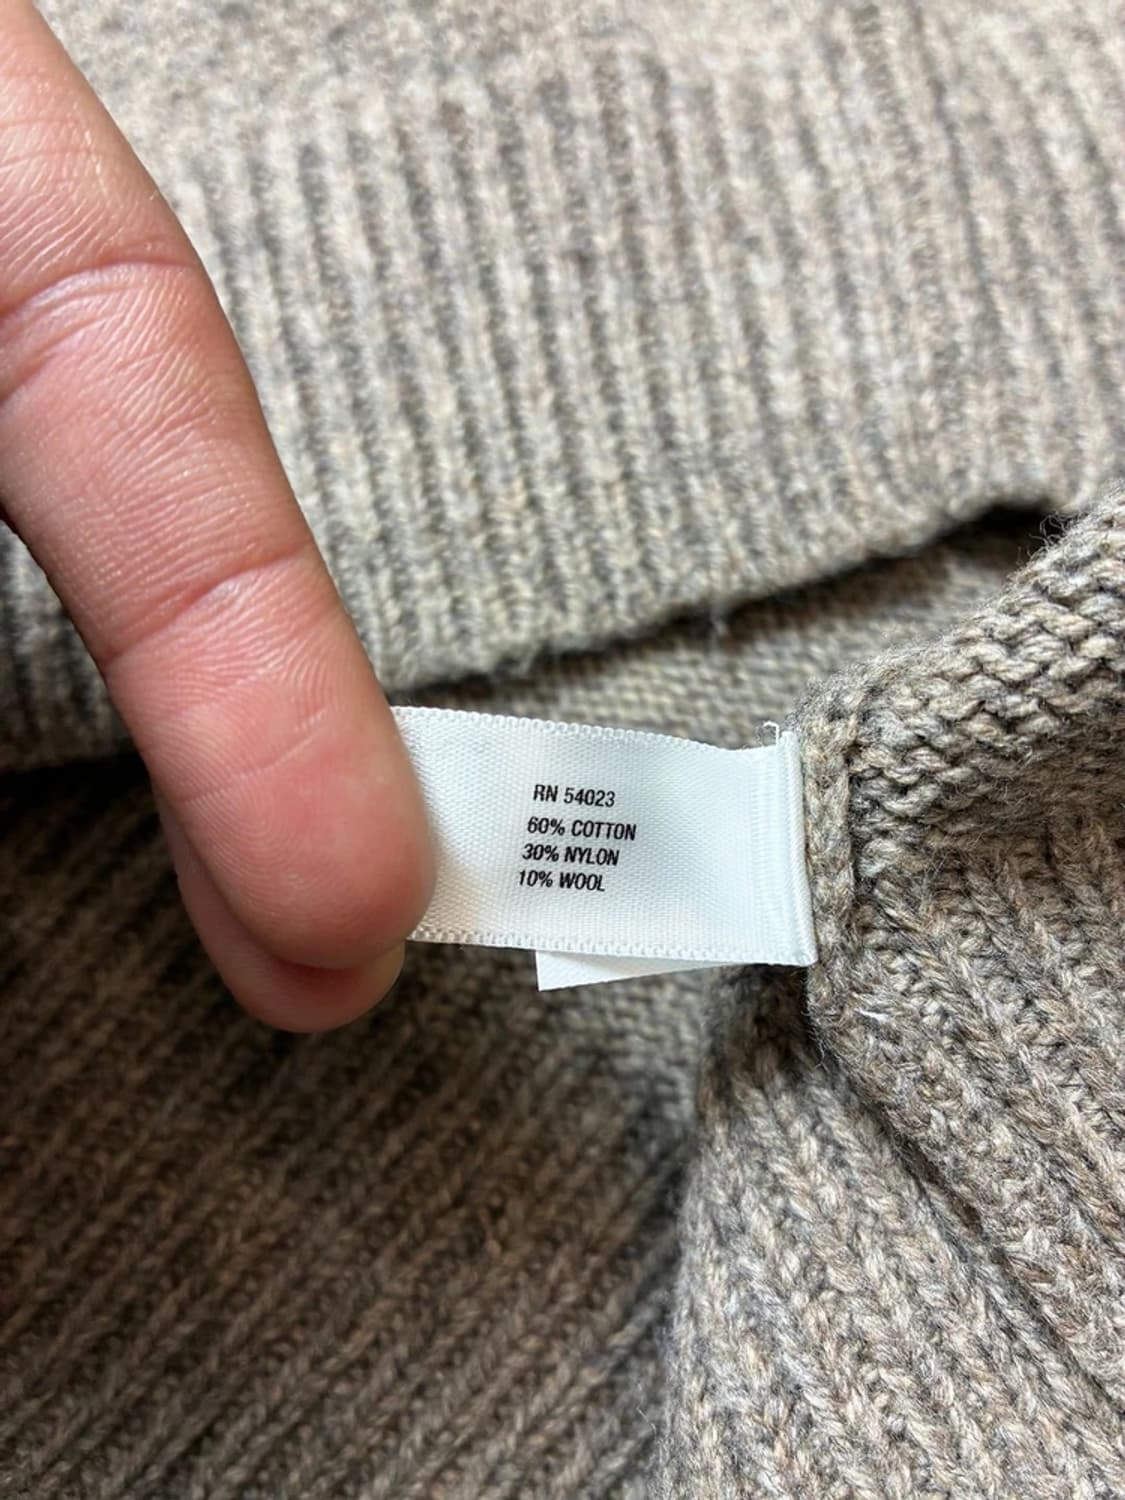 RN 54023
60% COTTON
30% NYLON
10% WOOL